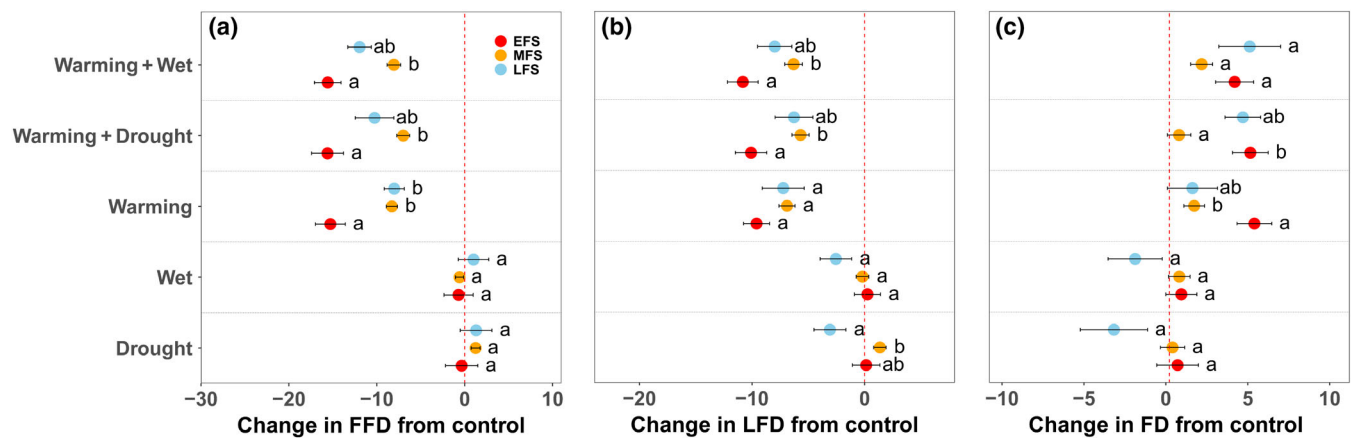 (a)
EFS
MFS
LFS
Warming + Wet
ab
b
a
Warming + Drought
ab
b
a
Warming
b
b
a
Wet
a
a
a
Drought
a
a
a
−30 −20 −10 0 10
Change in FFD from control
(b)
ab
b
a
ab
b
a
a
a
a
a
a
a
a
b
ab
−10 0
Change in LFD from control
(c)
a
a
a
ab
a
b
ab
b
a
a
a
a
a
a
a
−10 −5 0 5 10
Change in FD from control